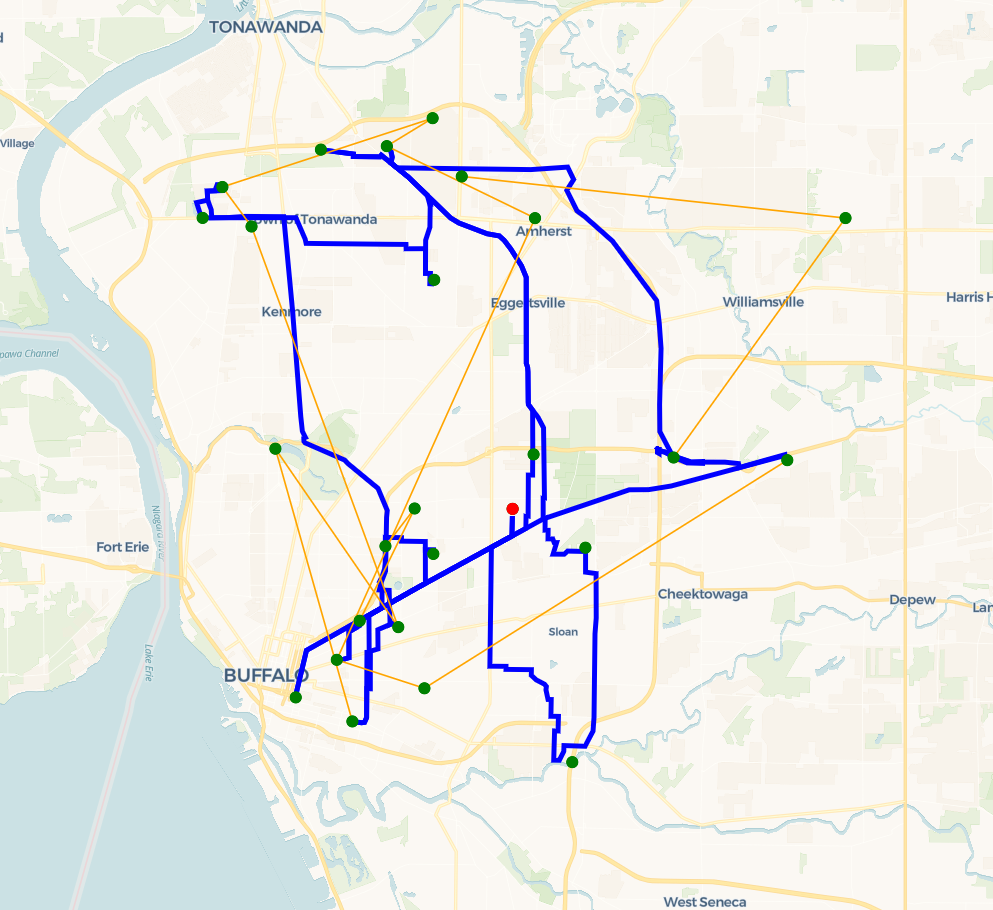 TONAWANDA
Village
Town of Tonawanda
Amherst
Kenmore
Eggertsville
Williamsville
Harris H
Channel
Niagara River
Fort Erie
Cheektowaga
Depew
Lan
Sloan
Lake Erie
BUFFALO
West Seneca